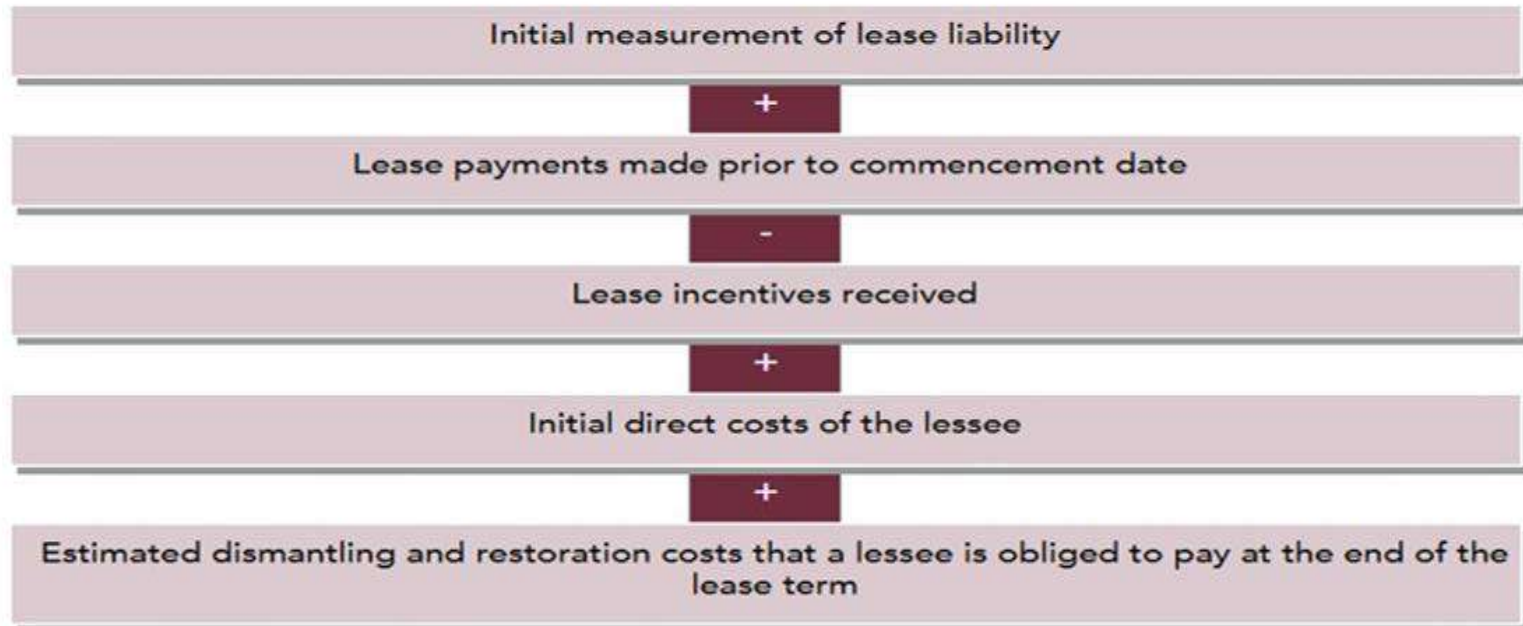 Initial measurement of lease liability
+
Lease payments made prior to commencement date
-
Lease incentives received
+
Initial direct costs of the lessee
+
Estimated dismantling and restoration costs that a lessee is obliged to pay at the end of the
lease term